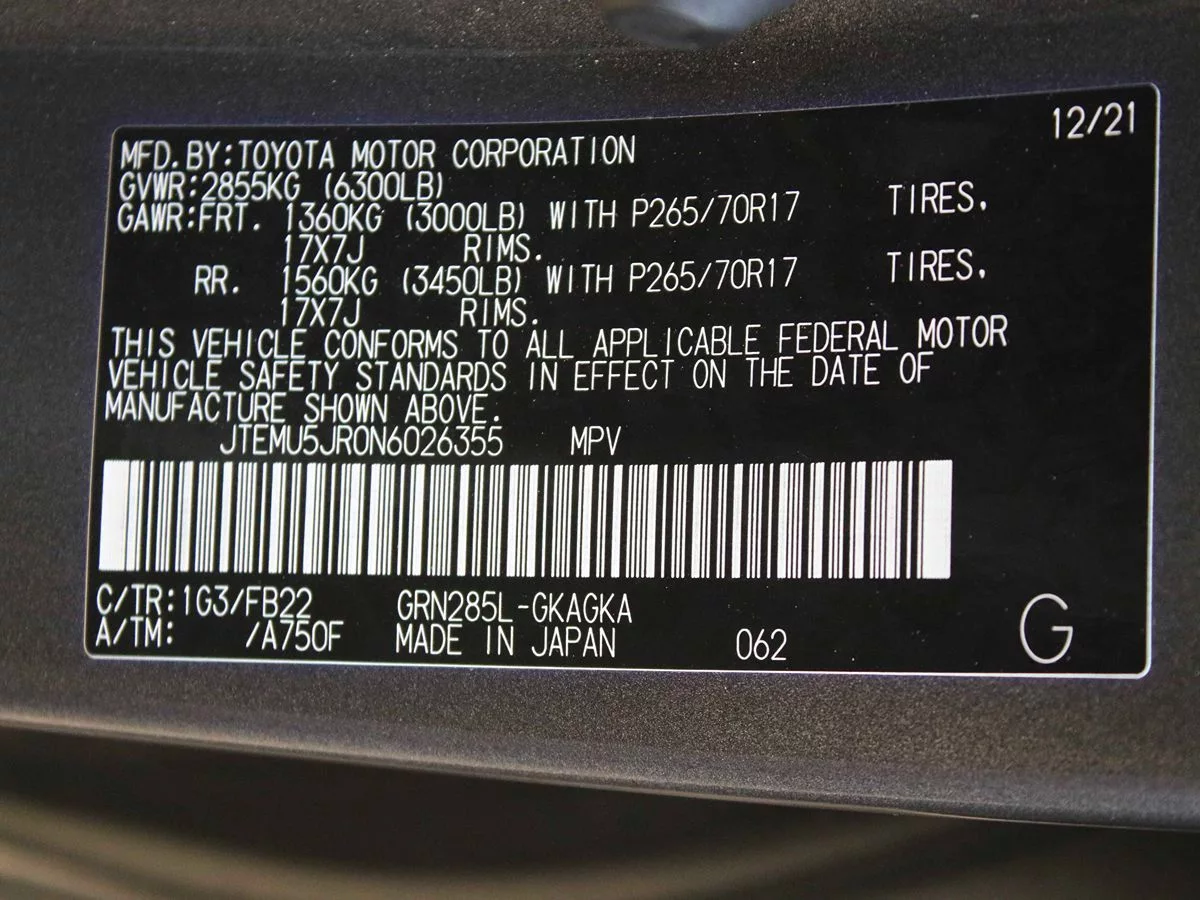 12/21
MFD.BY:TOYOTA MOTOR CORPORATION
GVWR:2855KG (6300LB)
GAWR:FRT. 1360KG (3000LB) WITH P265/70R17 TIRES,
17X7J RIMS.
RR. 1560KG (3450LB) WITH P265/70R17 TIRES,
17X7J RIMS.
THIS VEHICLE CONFORMS TO ALL APPLICABLE FEDERAL MOTOR
VEHICLE SAFETY STANDARDS IN EFFECT ON THE DATE OF
MANUFACTURE SHOWN ABOVE.
JTEMU5JR0N6026355 MPV
C/TR:1G3/FB22 GRN285L-GKAGKA
A/TM: /A750F MADE IN JAPAN 062 G